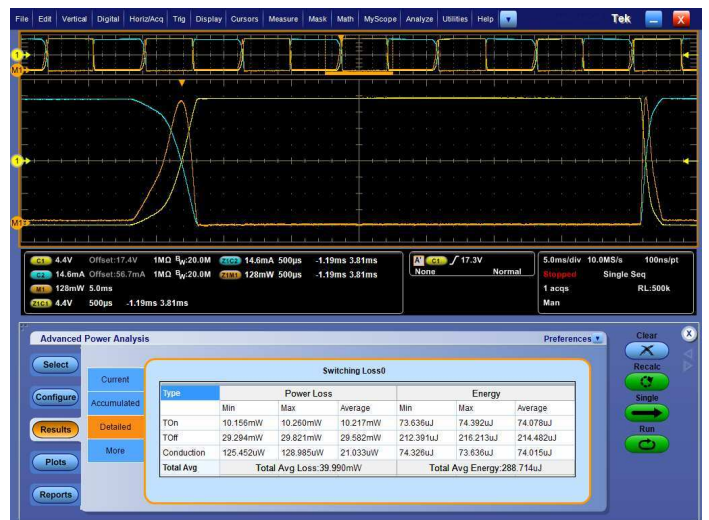 File Edit Vertical Digital Horiz/Acq Trig Display Cursors Measure Mask Math MyScope Analyze Utilities Help Tek X
1
M1
1
M1
C1 4.4V Offset:17.4V 1MΩ BW:20.0M Z1C2 14.6mA 500µs -1.19ms 3.81ms A' C1 17.3V 5.0ms/div 10.0MS/s 100ns/pt
C2 14.6mA Offset:56.7mA 1MΩ BW:20.0M Z1M1 128mW 500µs -1.19ms 3.81ms None Normal Stopped Single Seq
M1 128mW 5.0ms 1 acqs RL:500k
Z1C1 4.4V 500µs -1.19ms 3.81ms Man
Advanced Power Analysis Preferences Clear X
Select Switching Loss0 Recalc
Current
Configure Type Power Loss Energy Single
Accumulated Min Max Average Min Max Average
Results Detailed TOn 10.156mW 10.260mW 10.217mW 73.636uJ 74.392uJ 74.078uJ Run
TOff 29.294mW 29.821mW 29.582mW 212.391uJ 216.213uJ 214.482uJ
More Conduction 125.452uW 128.985uW 21.033uW 74.326uJ 73.636uJ 74.015uJ
Plots Total Avg Total Avg Loss:39.990mW Total Avg Energy:288.714uJ
Reports